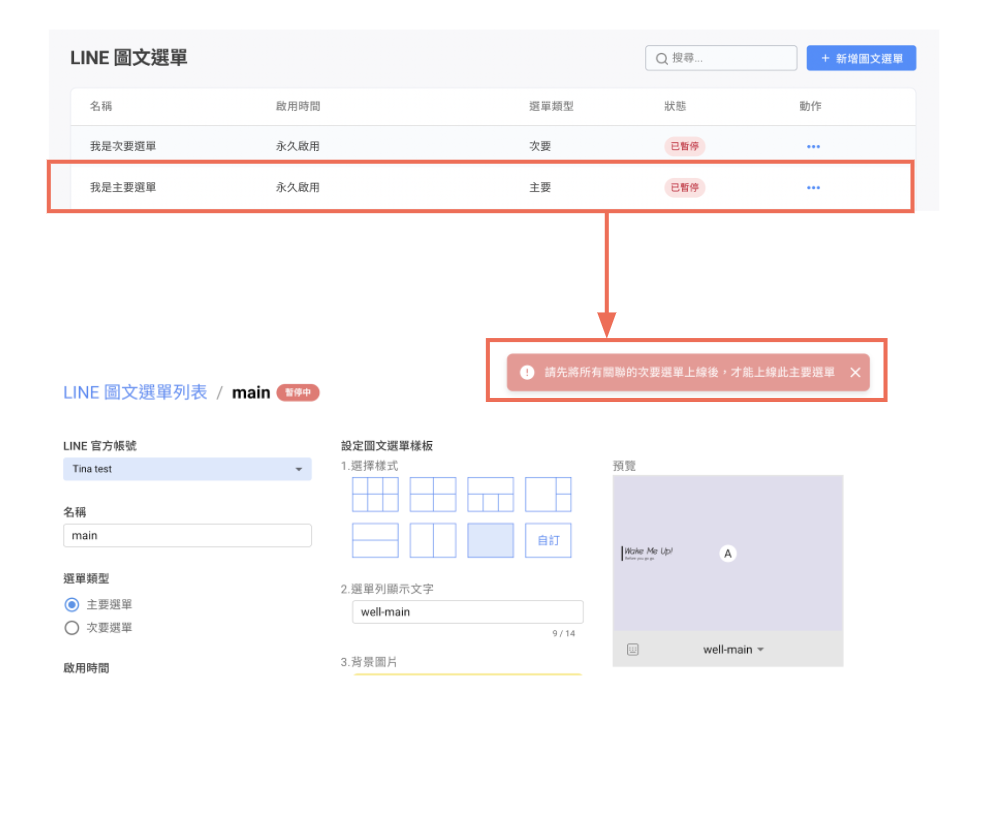 LINE 圖文選單
搜尋...
+ 新增圖文選單
名稱 啟用時間 選單類型 狀態 動作
我是次要選單 永久啟用 次要 已暫停
我是主要選單 永久啟用 主要 已暫停
請先將所有關聯的次要選單上線後，才能上線此主要選單
LINE 圖文選單列表 / main 暫停中
LINE 官方帳號
Tina test
名稱
main
選單類型
主要選單
次要選單
啟用時間
設定圖文選單樣板
1.選擇樣式
自訂
2.選單列顯示文字
well-main
9 / 14
3.背景圖片
預覽
Wake Me Up!
A
well-main